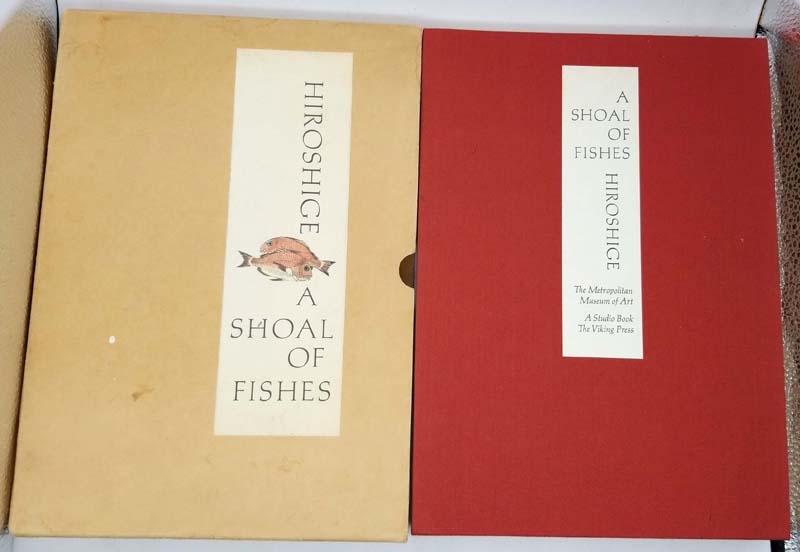 HIROSHIGE
A
SHOAL
OF
FISHES
A
SHOAL
OF
FISHES
HIROSHIGE
The Metropolitan
Museum of Art
A Studio Book
The Viking Press